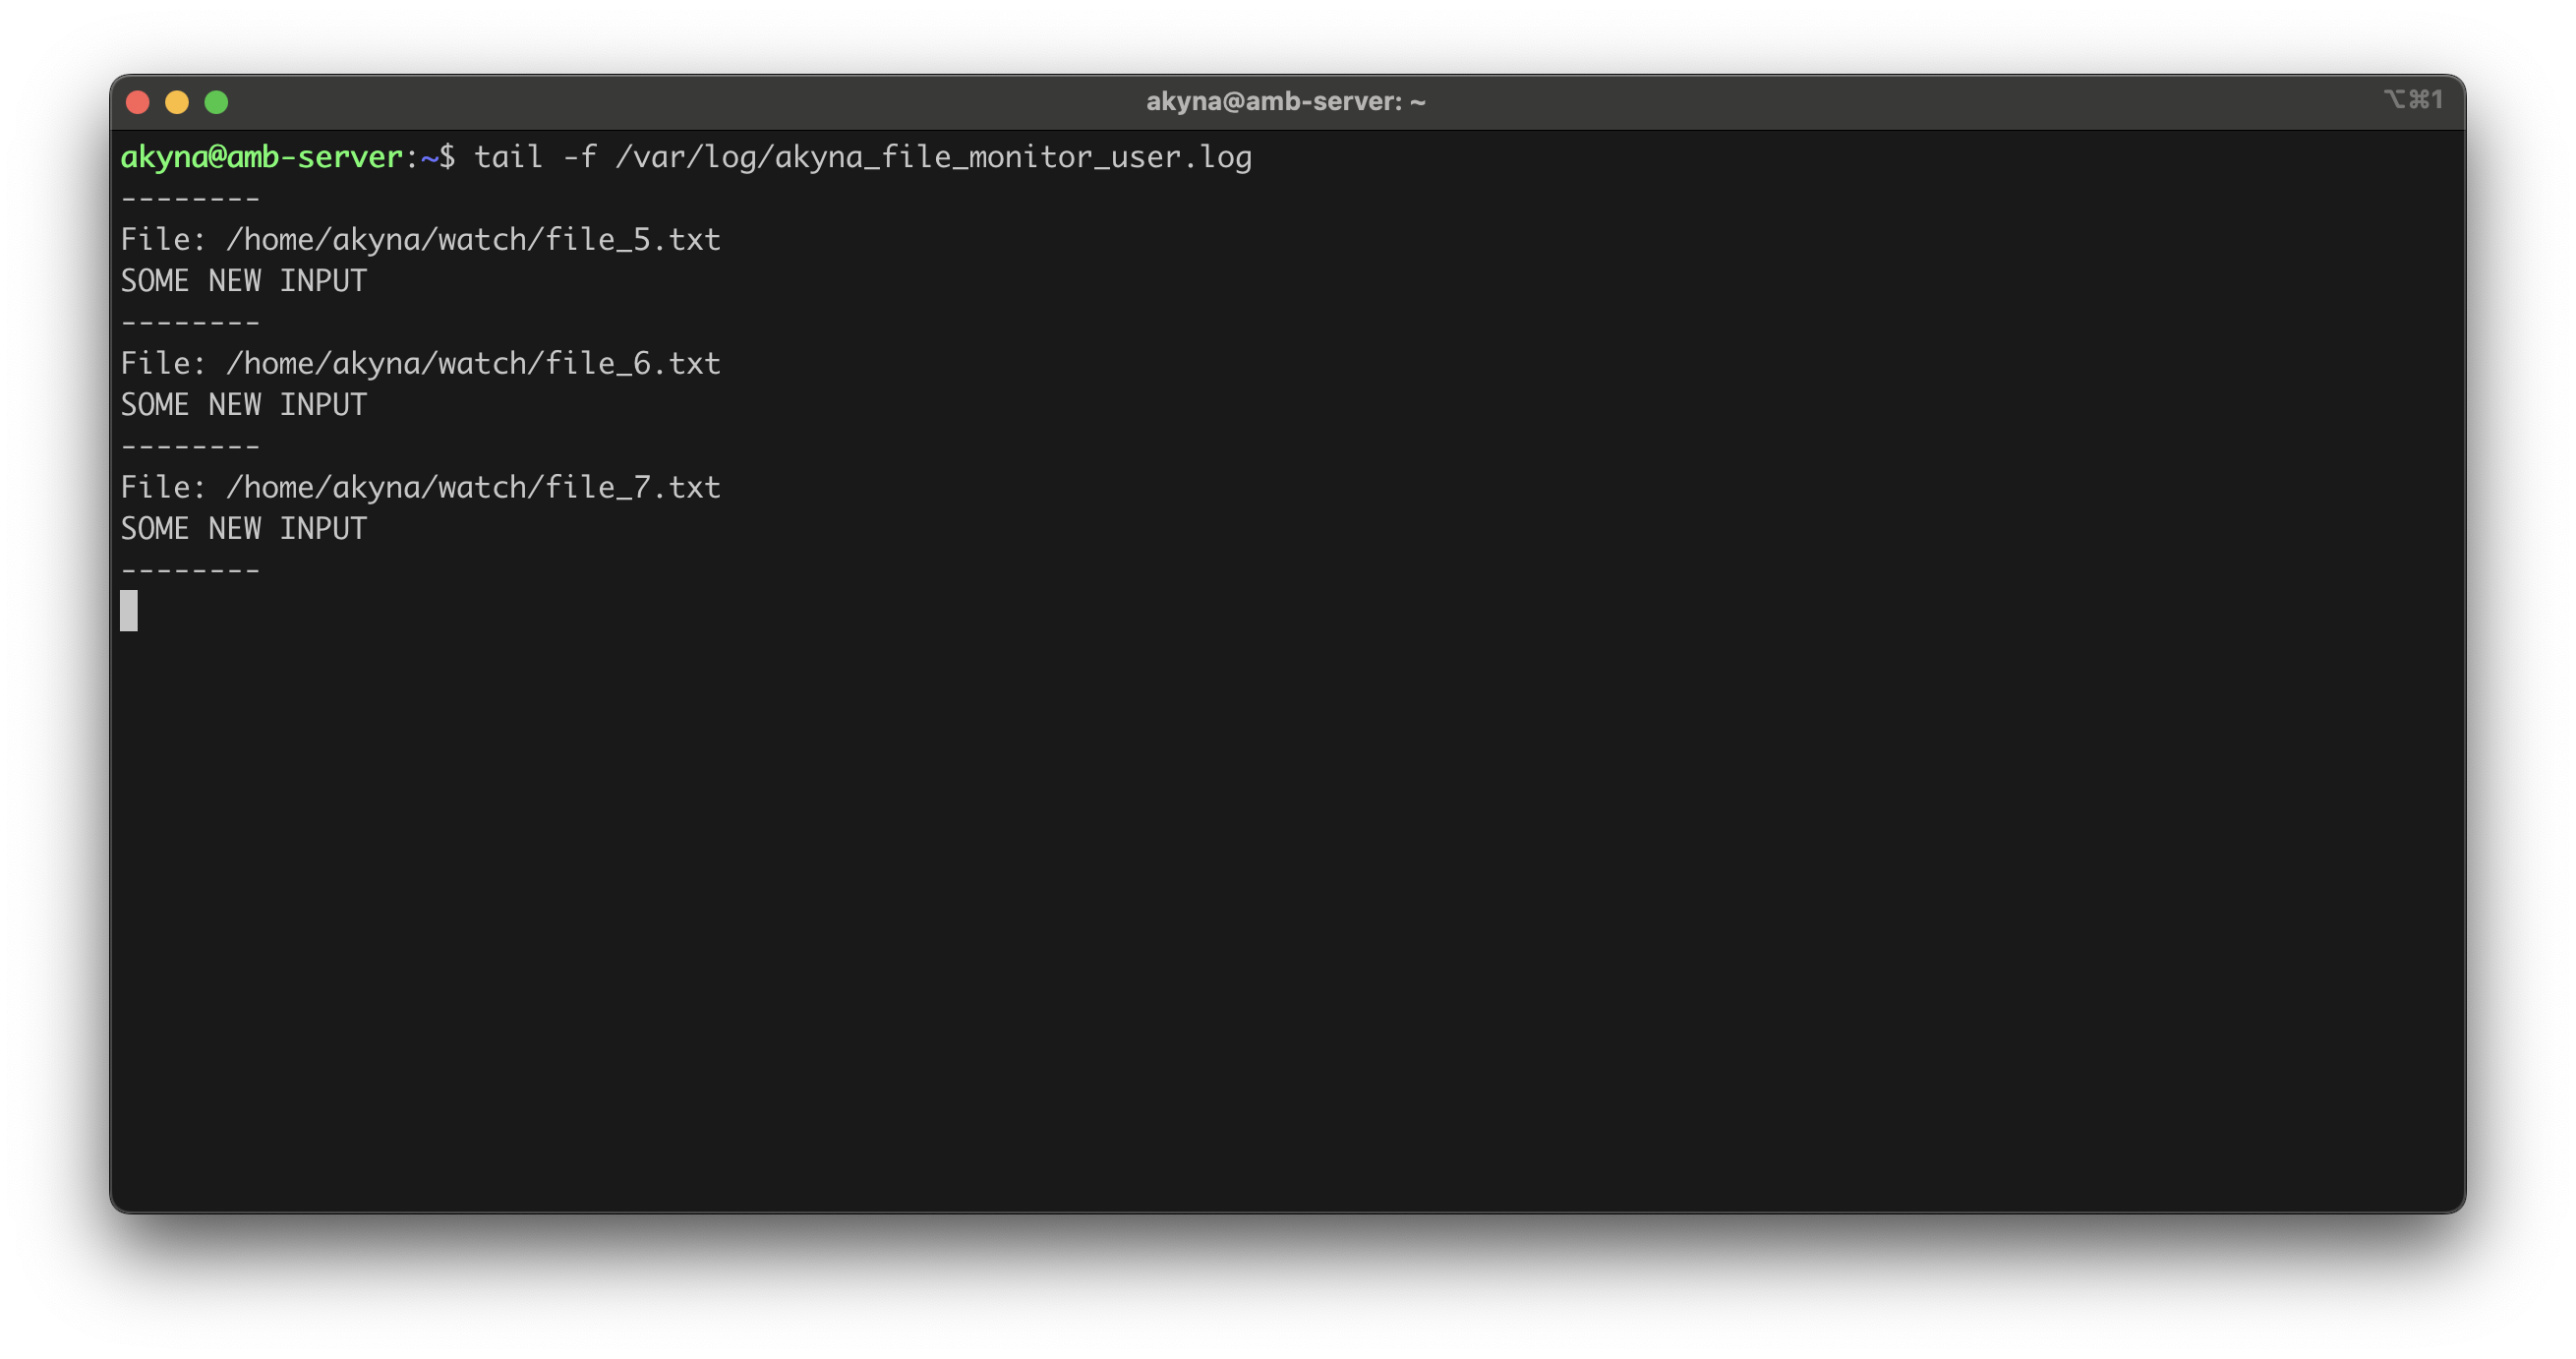 akyna@amb-server: ~
⌥⌘1
akyna@amb-server:~$ tail -f /var/log/akyna_file_monitor_user.log
--------
File: /home/akyna/watch/file_5.txt
SOME NEW INPUT
--------
File: /home/akyna/watch/file_6.txt
SOME NEW INPUT
--------
File: /home/akyna/watch/file_7.txt
SOME NEW INPUT
--------